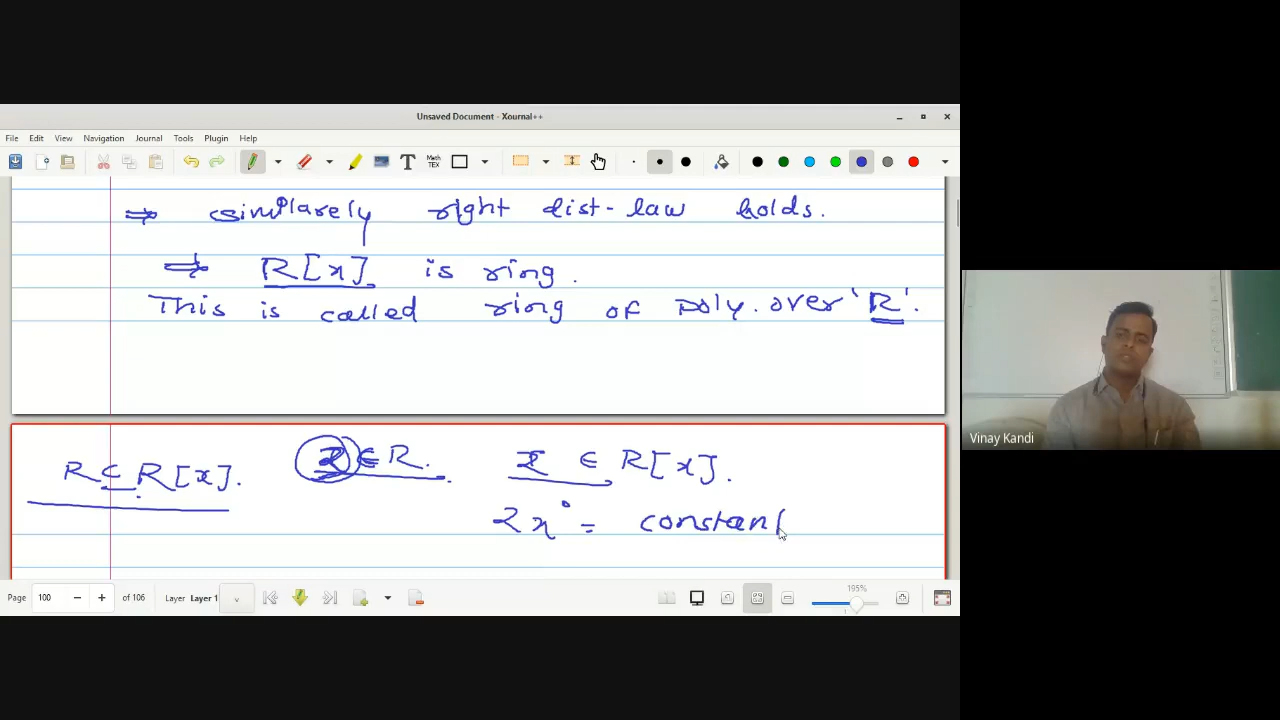 Unsaved Document - Xournal++
File Edit View Navigation Journal Tools Plugin Help
⇒ similarely right dist-law holds.
⇒ R[x] is ring.
This is called ring of poly. over 'R'.
R ⊆ R[x]. 2 ∈ R. 2 ∈ R[x].
2x° = constant
Vinay Kandi
Page 100 of 106 Layer Layer 1 195%